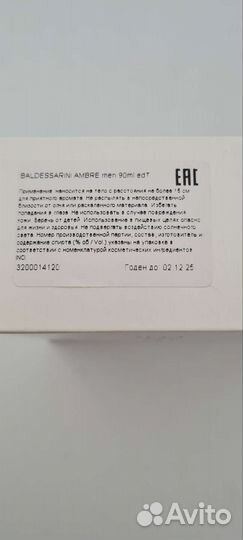 BALDESSARINI AMBRE men 90ml edT
EAC
Применение: наносится на тело с расстояния не более 15 см
для приятного аромата. Не распылять в непосредственной
близости от огня или раскаленного материала. Избегать
попадания в глаза. Не использовать в случае повреждения
кожи. Беречь от детей. Использование в пищевых целях опасно
для жизни и здоровья. Не подвергать воздействию солнечного
света. Номер производственной партии, состав, изготовитель и
содержание спирта (% об / Vol.) указаны на упаковке в
соответствии с номенклатурой косметических ингредиентов
INCI
3200014120
Годен до: 02.12.25
Avito